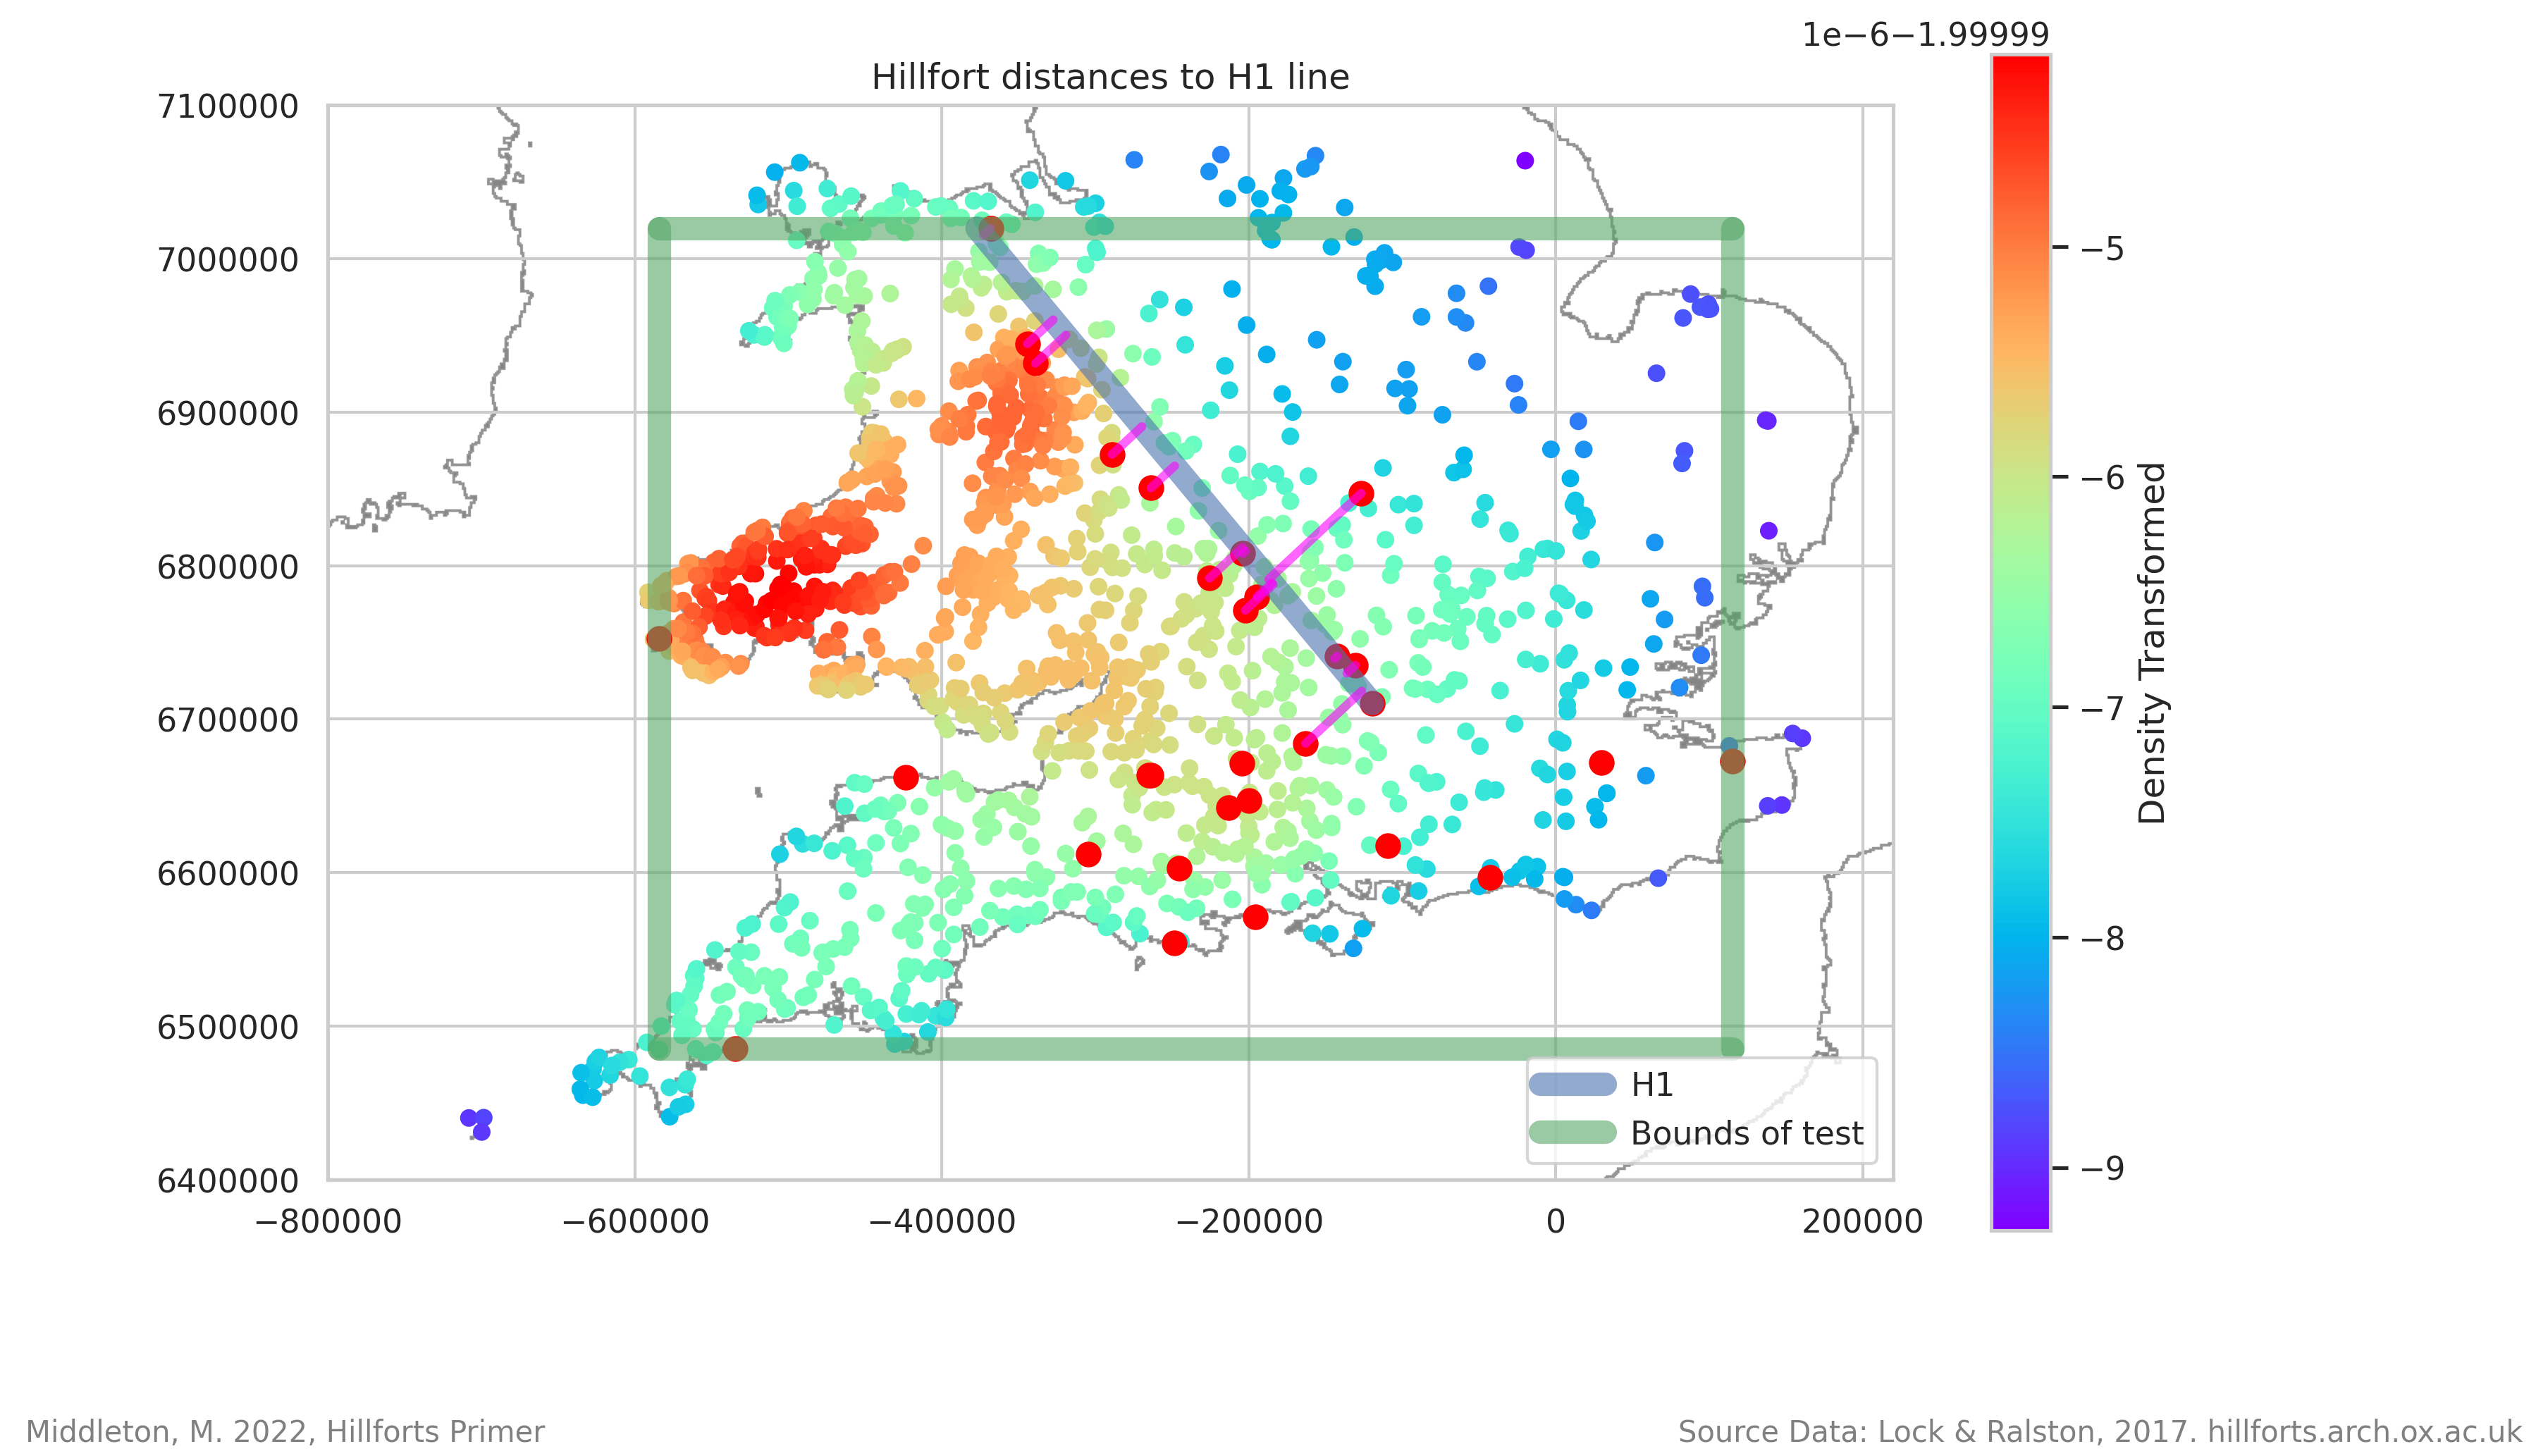 1e−6−1.99999
Hillfort distances to H1 line
7100000
7000000
6900000
6800000
6700000
6600000
6500000
6400000
−800000
−600000
−400000
−200000
0
200000
H1
Bounds of test
−5
−6
−7
−8
−9
Density Transformed
Middleton, M. 2022, Hillforts Primer
Source Data: Lock & Ralston, 2017. hillforts.arch.ox.ac.uk